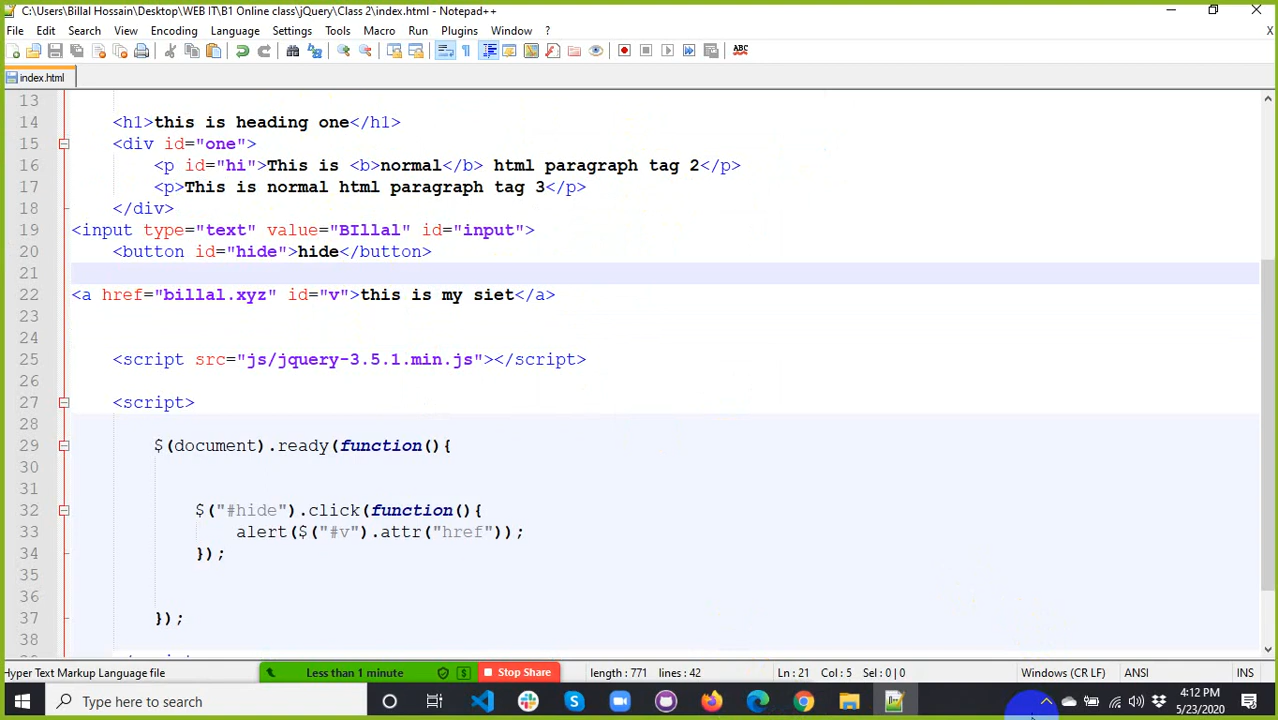 C:\Users\Billal Hossain\Desktop\WEB IT\B1 Online class\jQuery\Class 2\index.html - Notepad++
File Edit Search View Encoding Language Settings Tools Macro Run Plugins Window ? X
ABC
index.html
13
14 <h1>this is heading one</h1>
15 <div id="one">
16 <p id="hi">This is <b>normal</b> html paragraph tag 2</p>
17 <p>This is normal html paragraph tag 3</p>
18 </div>
19 <input type="text" value="BIllal" id="input">
20 <button id="hide">hide</button>
21
22 <a href="billal.xyz" id="v">this is my siet</a>
23
24
25 <script src="js/jquery-3.5.1.min.js"></script>
26
27 <script>
28
29 $(document).ready(function(){
30
31
32 $("#hide").click(function(){
33 alert($("#v").attr("href"));
34 });
35
36
37 });
38
Hyper Text Markup Language file Less than 1 minute $ Stop Share length : 771 lines : 42 Ln : 21 Col : 5 Sel : 0 | 0 Windows (CR LF) ANSI INS
Type here to search 4:12 PM
5/23/2020